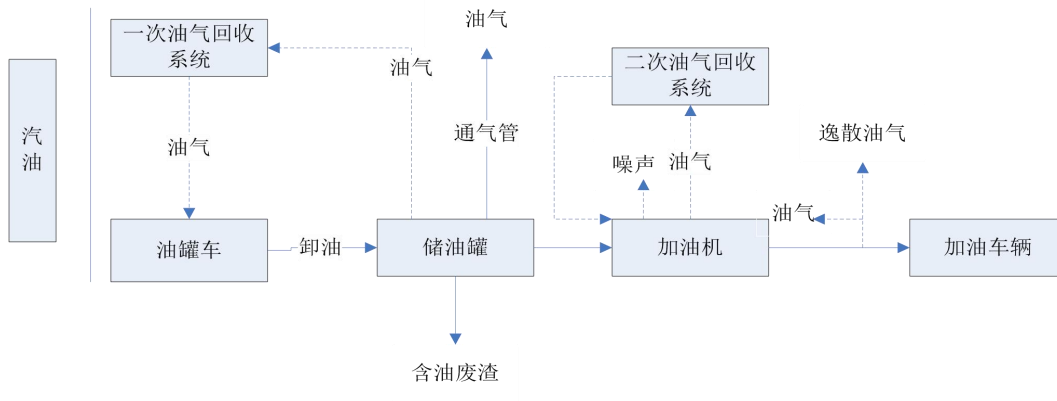 油气
一次油气回收
系统
油气
二次油气回收
系统
汽
油
油气
通气管
噪声
油气
逸散油气
油气
油罐车
卸油
储油罐
加油机
加油车辆
含油废渣